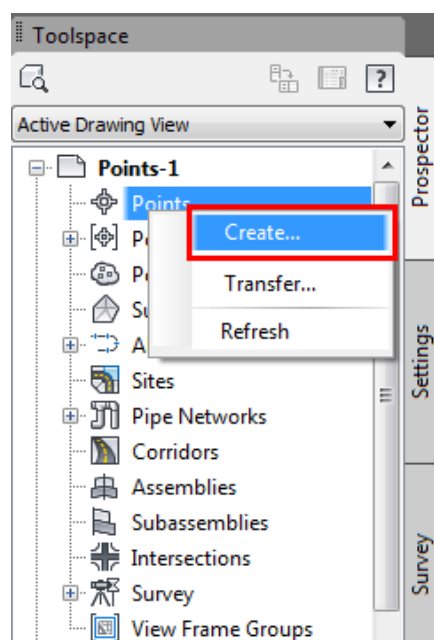 Toolspace
?
Active Drawing View
Points-1
Points
Create...
P
Transfer...
P
Refresh
S
A
Sites
Pipe Networks
Corridors
Assemblies
Subassemblies
Intersections
Survey
View Frame Groups
Prospector
Settings
Survey